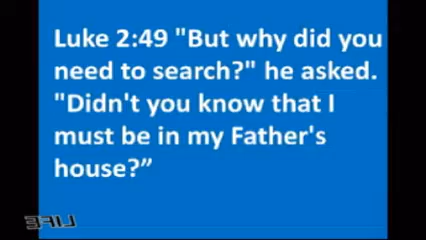 Luke 2:49 "But why did you
need to search?" he asked.
"Didn't you know that I
must be in my Father's
house?”
LIFE